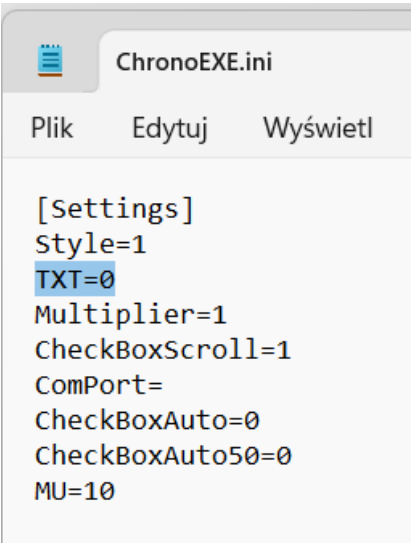 ChronoEXE.ini
Plik Edytuj Wyświetl
[Settings]
Style=1
TXT=0
Multiplier=1
CheckBoxScroll=1
ComPort=
CheckBoxAuto=0
CheckBoxAuto50=0
MU=10